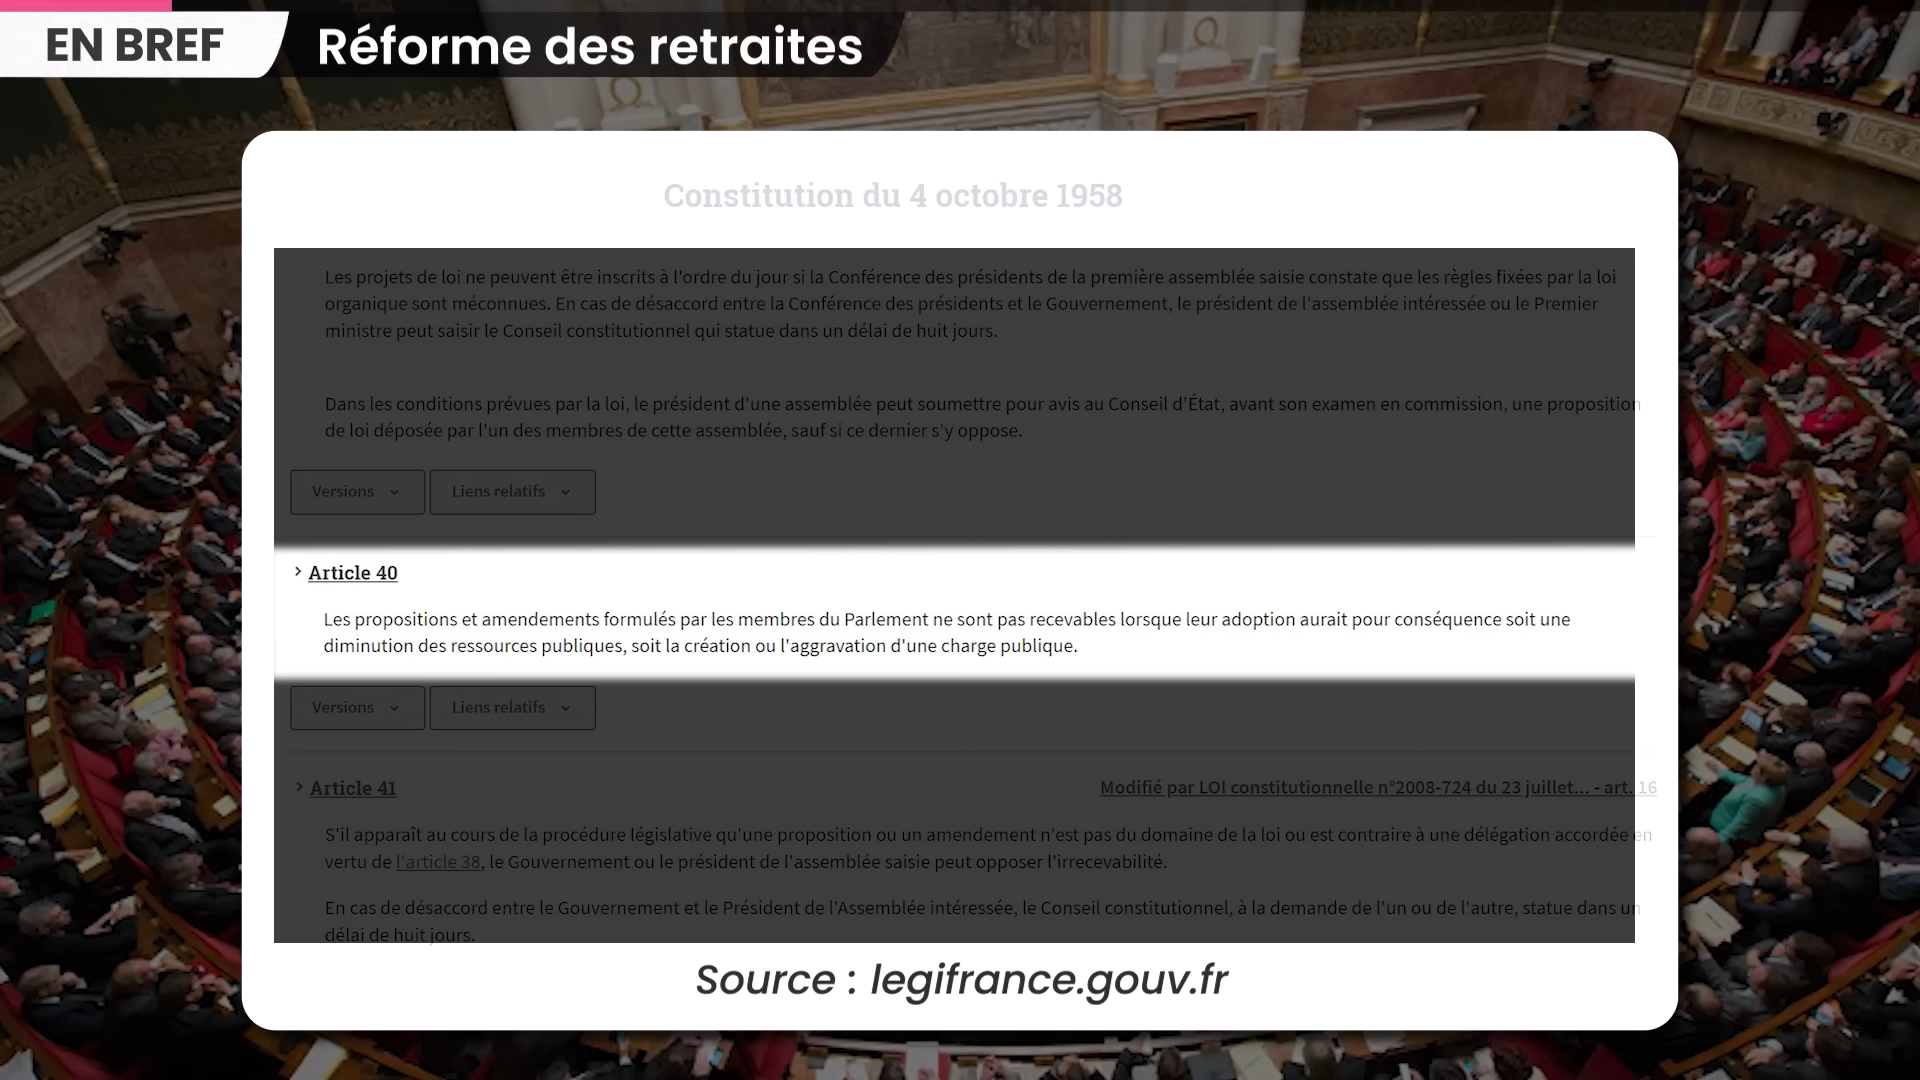 EN BREF
Réforme des retraites
Constitution du 4 octobre 1958
Les projets de loi ne peuvent être inscrits à l'ordre du jour si la Conférence des présidents de la première assemblée saisie constate que les règles fixées par la loi
organique sont méconnues. En cas de désaccord entre la Conférence des présidents et le Gouvernement, le président de l'assemblée intéressée ou le Premier
ministre peut saisir le Conseil constitutionnel qui statue dans un délai de huit jours.
Dans les conditions prévues par la loi, le président d'une assemblée peut soumettre pour avis au Conseil d'État, avant son examen en commission, une proposition
de loi déposée par l'un des membres de cette assemblée, sauf si ce dernier s'y oppose.
Versions Liens relatifs
Article 40
Les propositions et amendements formulés par les membres du Parlement ne sont pas recevables lorsque leur adoption aurait pour conséquence soit une
diminution des ressources publiques, soit la création ou l'aggravation d'une charge publique.
Versions Liens relatifs
Article 41 Modifié par LOI constitutionnelle n°2008-724 du 23 juillet... - art. 16
S'il apparaît au cours de la procédure législative qu'une proposition ou un amendement n'est pas du domaine de la loi ou est contraire à une délégation accordée en
vertu de l'article 38, le Gouvernement ou le président de l'assemblée saisie peut opposer l'irrecevabilité.
En cas de désaccord entre le Gouvernement et le Président de l'Assemblée intéressée, le Conseil constitutionnel, à la demande de l'un ou de l'autre, statue dans un
délai de huit jours.
Source : legifrance.gouv.fr